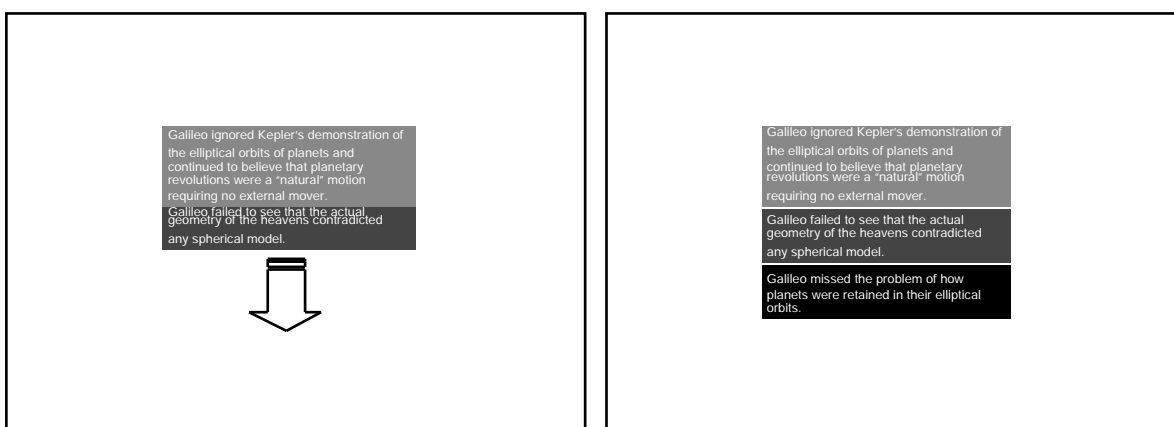 Galileo ignored Kepler's demonstration of
the elliptical orbits of planets and
continued to believe that planetary
revolutions were a "natural" motion
requiring no external mover.
Galileo failed to see that the actual
geometry of the heavens contradicted
any spherical model.
Galileo ignored Kepler's demonstration of
the elliptical orbits of planets and
continued to believe that planetary
revolutions were a "natural" motion
requiring no external mover.
Galileo failed to see that the actual
geometry of the heavens contradicted
any spherical model.
Galileo missed the problem of how
planets were retained in their elliptical
orbits.